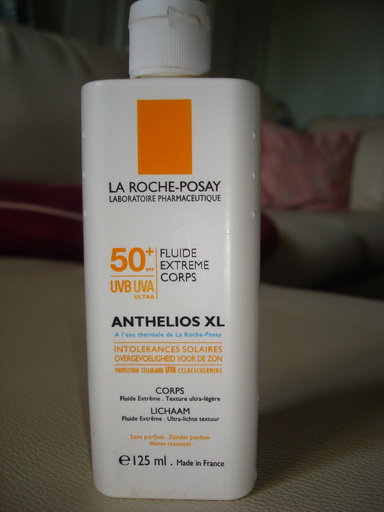 LA ROCHE-POSAY
LABORATOIRE PHARMACEUTIQUE
50+ SPF
UVB UVA
ULTRA
FLUIDE
EXTREME
CORPS
ANTHELIOS XL
A l'eau thermale de La Roche-Posay
INTOLERANCES SOLAIRES
OVERGEVOELIGHEID VOOR DE ZON
PROTECTION CELLULAIRE UVA CELBESCHERMING
CORPS
Fluide Extrême . Texture ultra-légère
LICHAAM
Fluide Extrême . Ultra-lichte textuur
Sans parfum . Zonder parfum
Water-resistant
℮ 125 ml . Made in France